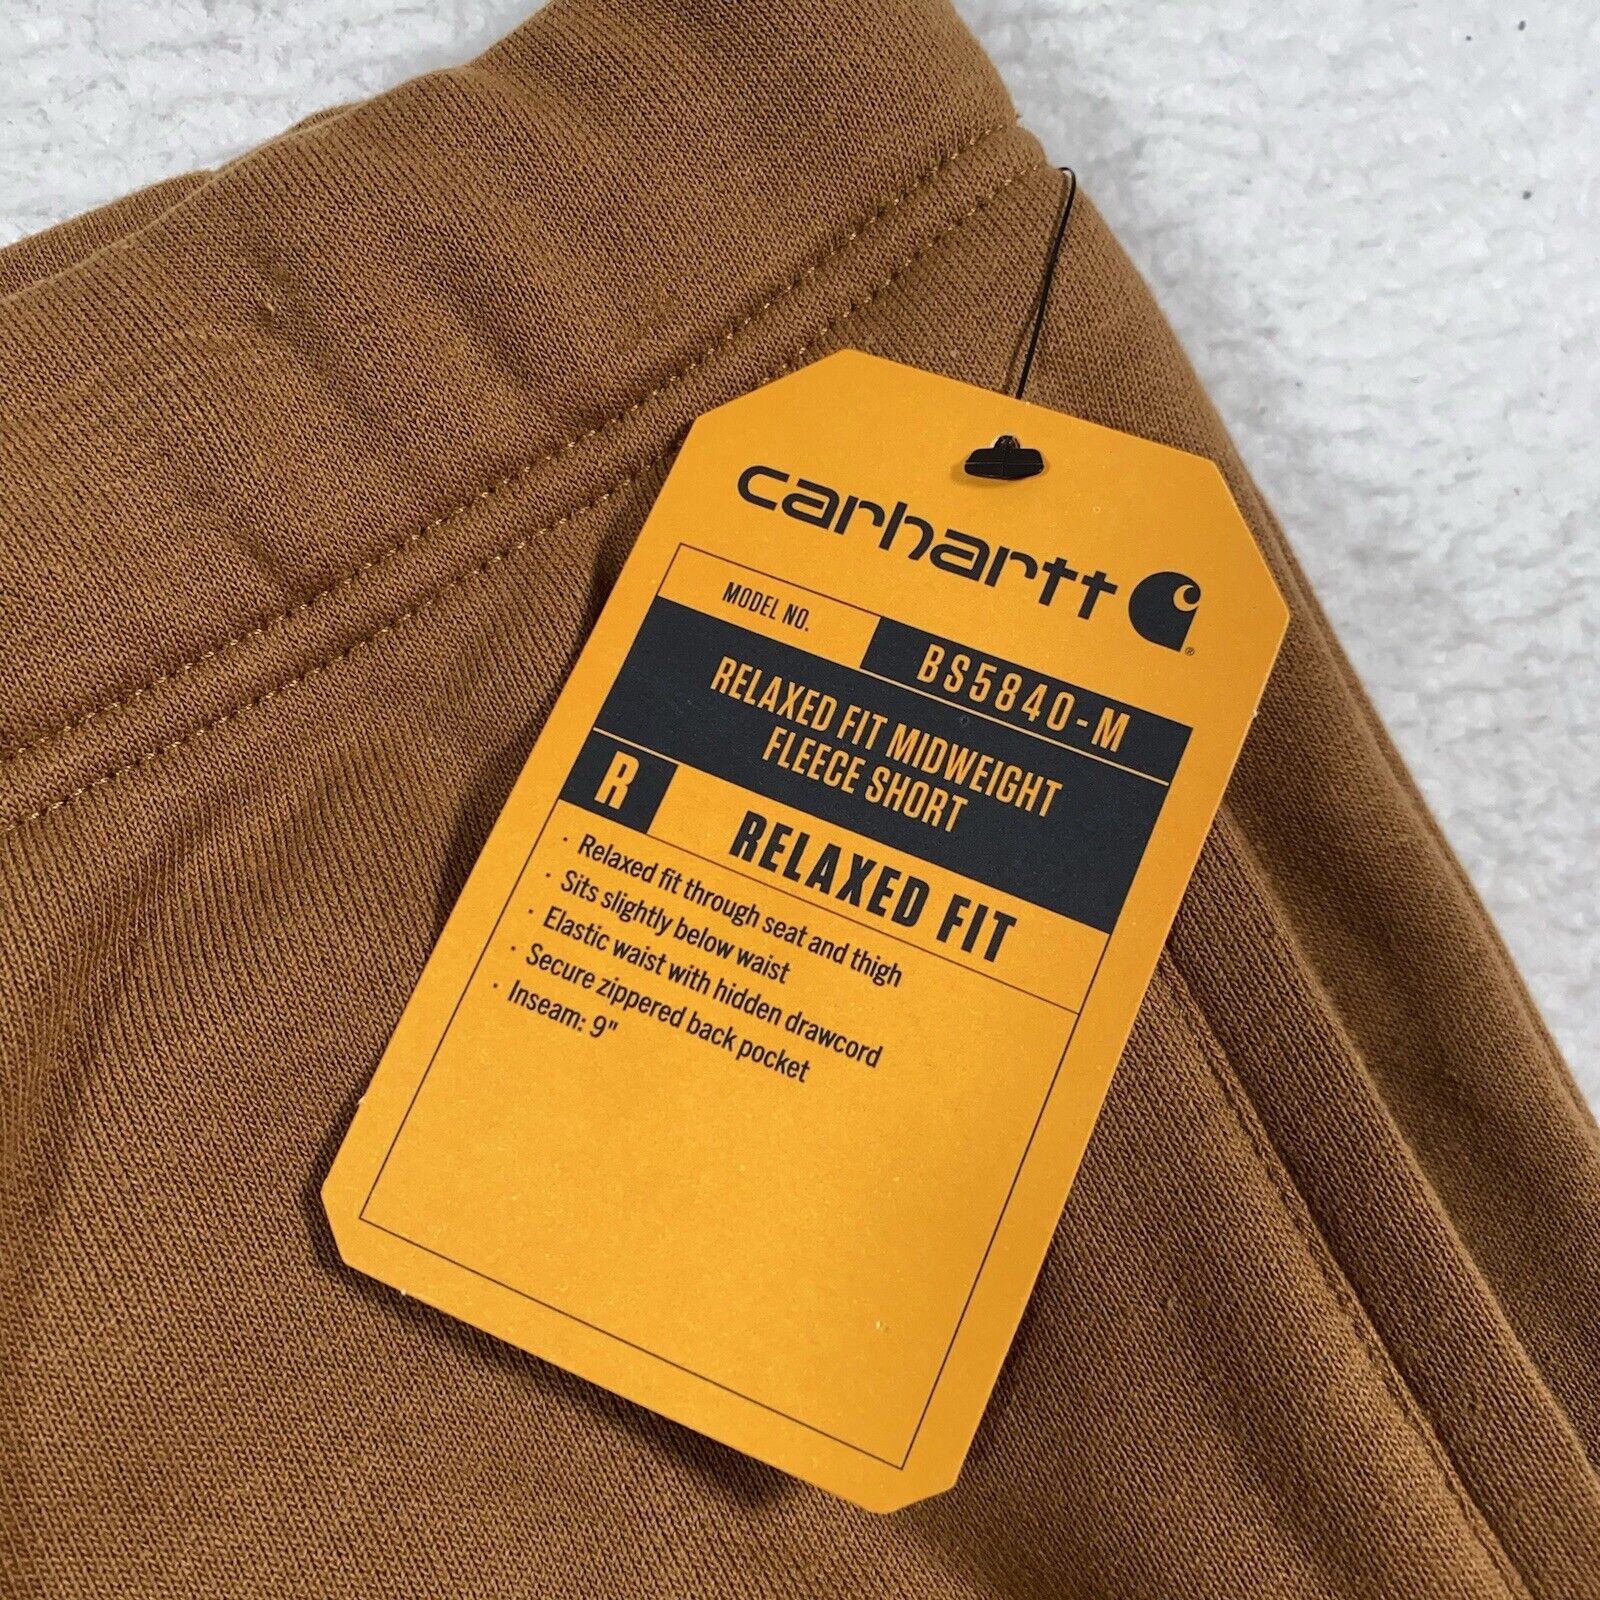 carhartt
MODEL NO. BS5840-M
RELAXED FIT MIDWEIGHT
FLEECE SHORT
R RELAXED FIT
· Relaxed fit through seat and thigh
· Sits slightly below waist
· Elastic waist with hidden drawcord
· Secure zippered back pocket
· Inseam: 9"